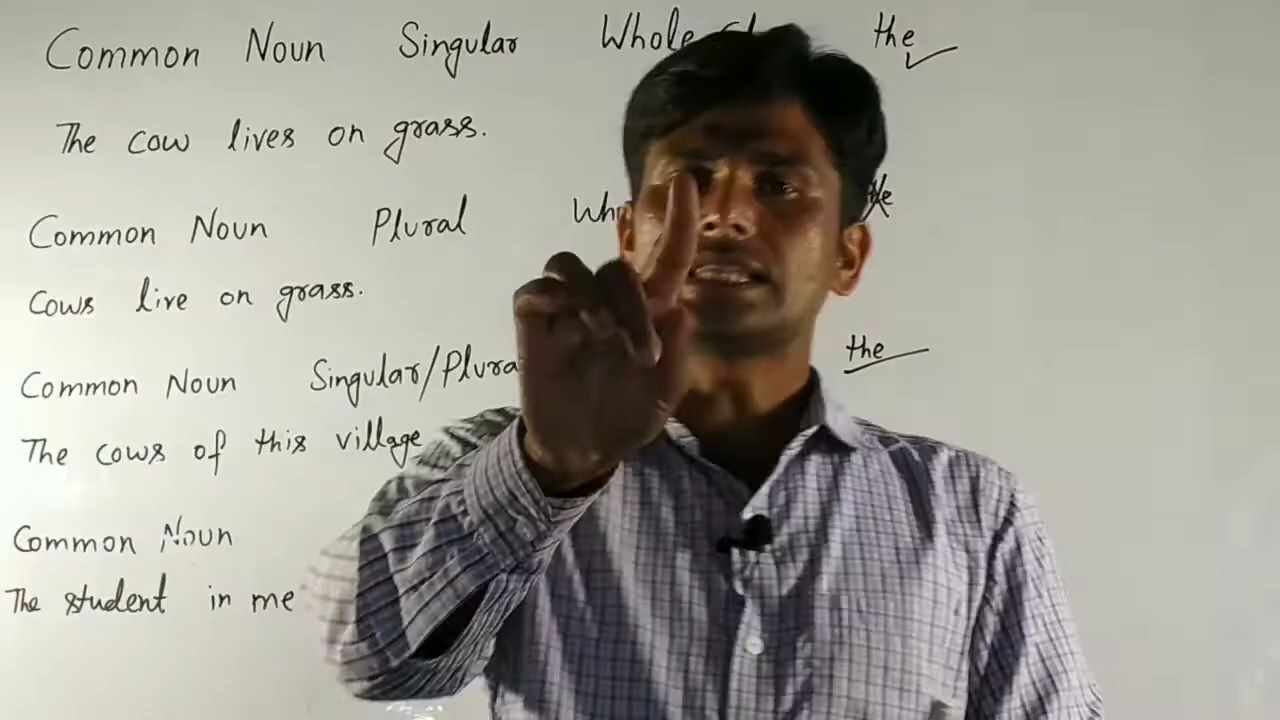 Common Noun Singular Whole the
The cow lives on grass.
Common Noun Plural
Cows live on grass.
Common Noun Singular/Plura the
The cows of this village
Common Noun
The student in me